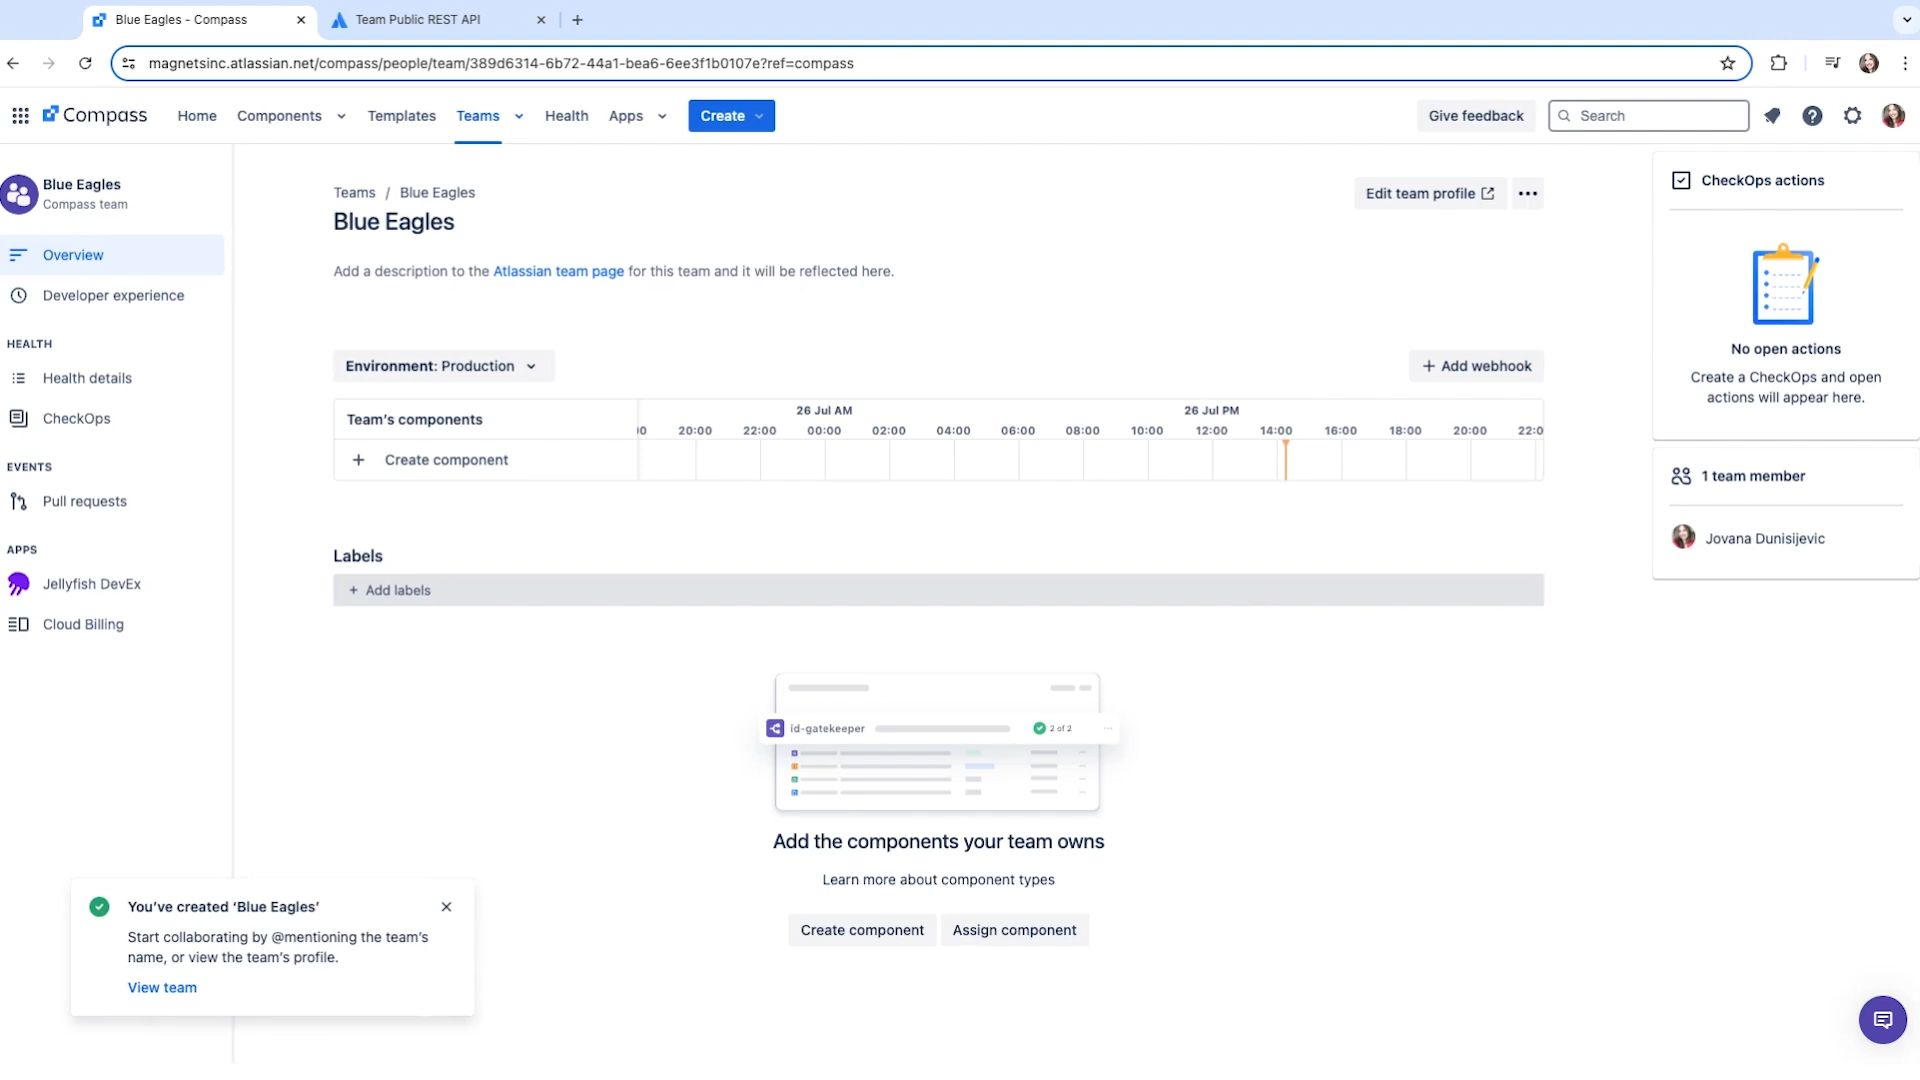 Blue Eagles - Compass
Team Public REST API
magnetsinc.atlassian.net/compass/people/team/389d6314-6b72-44a1-bea6-6ee3f1b0107e?ref=compass
Compass
Home
Components
Templates
Teams
Health
Apps
Create
Give feedback
Search
Blue Eagles
Compass team
Overview
Developer experience
HEALTH
Health details
CheckOps
EVENTS
Pull requests
APPS
Jellyfish DevEx
Cloud Billing
Teams / Blue Eagles
Blue Eagles
Edit team profile
Add a description to the Atlassian team page for this team and it will be reflected here.
Environment: Production
+ Add webhook
Team's components
26 Jul AM
26 Jul PM
20:00 22:00 00:00 02:00 04:00 06:00 08:00 10:00 12:00 14:00 16:00 18:00 20:00 22:0
+ Create component
Labels
+ Add labels
id-gatekeeper
2 of 2
Add the components your team owns
Learn more about component types
Create component
Assign component
CheckOps actions
No open actions
Create a CheckOps and open
actions will appear here.
1 team member
Jovana Dunisijevic
You've created ‘Blue Eagles’
Start collaborating by @mentioning the team's
name, or view the team's profile.
View team